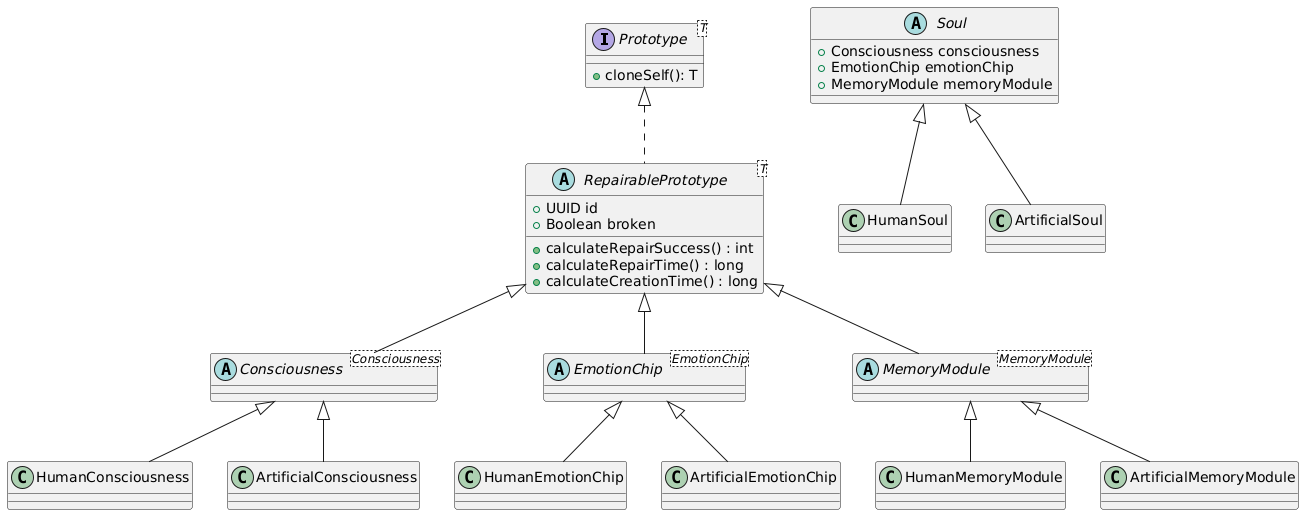 I Prototype T
cloneSelf(): T
A Soul
Consciousness consciousness
EmotionChip emotionChip
MemoryModule memoryModule
A RepairablePrototype T
UUID id
Boolean broken
calculateRepairSuccess() : int
calculateRepairTime() : long
calculateCreationTime() : long
C HumanSoul
C ArtificialSoul
A Consciousness Consciousness
A EmotionChip EmotionChip
A MemoryModule MemoryModule
C HumanConsciousness
C ArtificialConsciousness
C HumanEmotionChip
C ArtificialEmotionChip
C HumanMemoryModule
C ArtificialMemoryModule